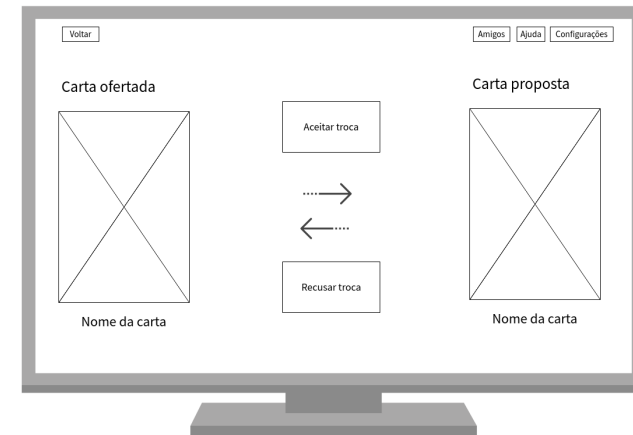 Voltar
Amigos
Ajuda
Configurações
Carta ofertada
Carta proposta
Aceitar troca
Recusar troca
Nome da carta
Nome da carta